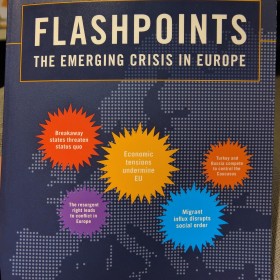 FLASHPOINTS
THE EMERGING CRISIS IN EUROPE
Breakaway
states threaten
status quo
Economic
tensions
undermine
EU
Turkey and
Russia compete
to control the
The resurgent
right leads
to conflict in
Europe
Migrant
influx disrupts
social order